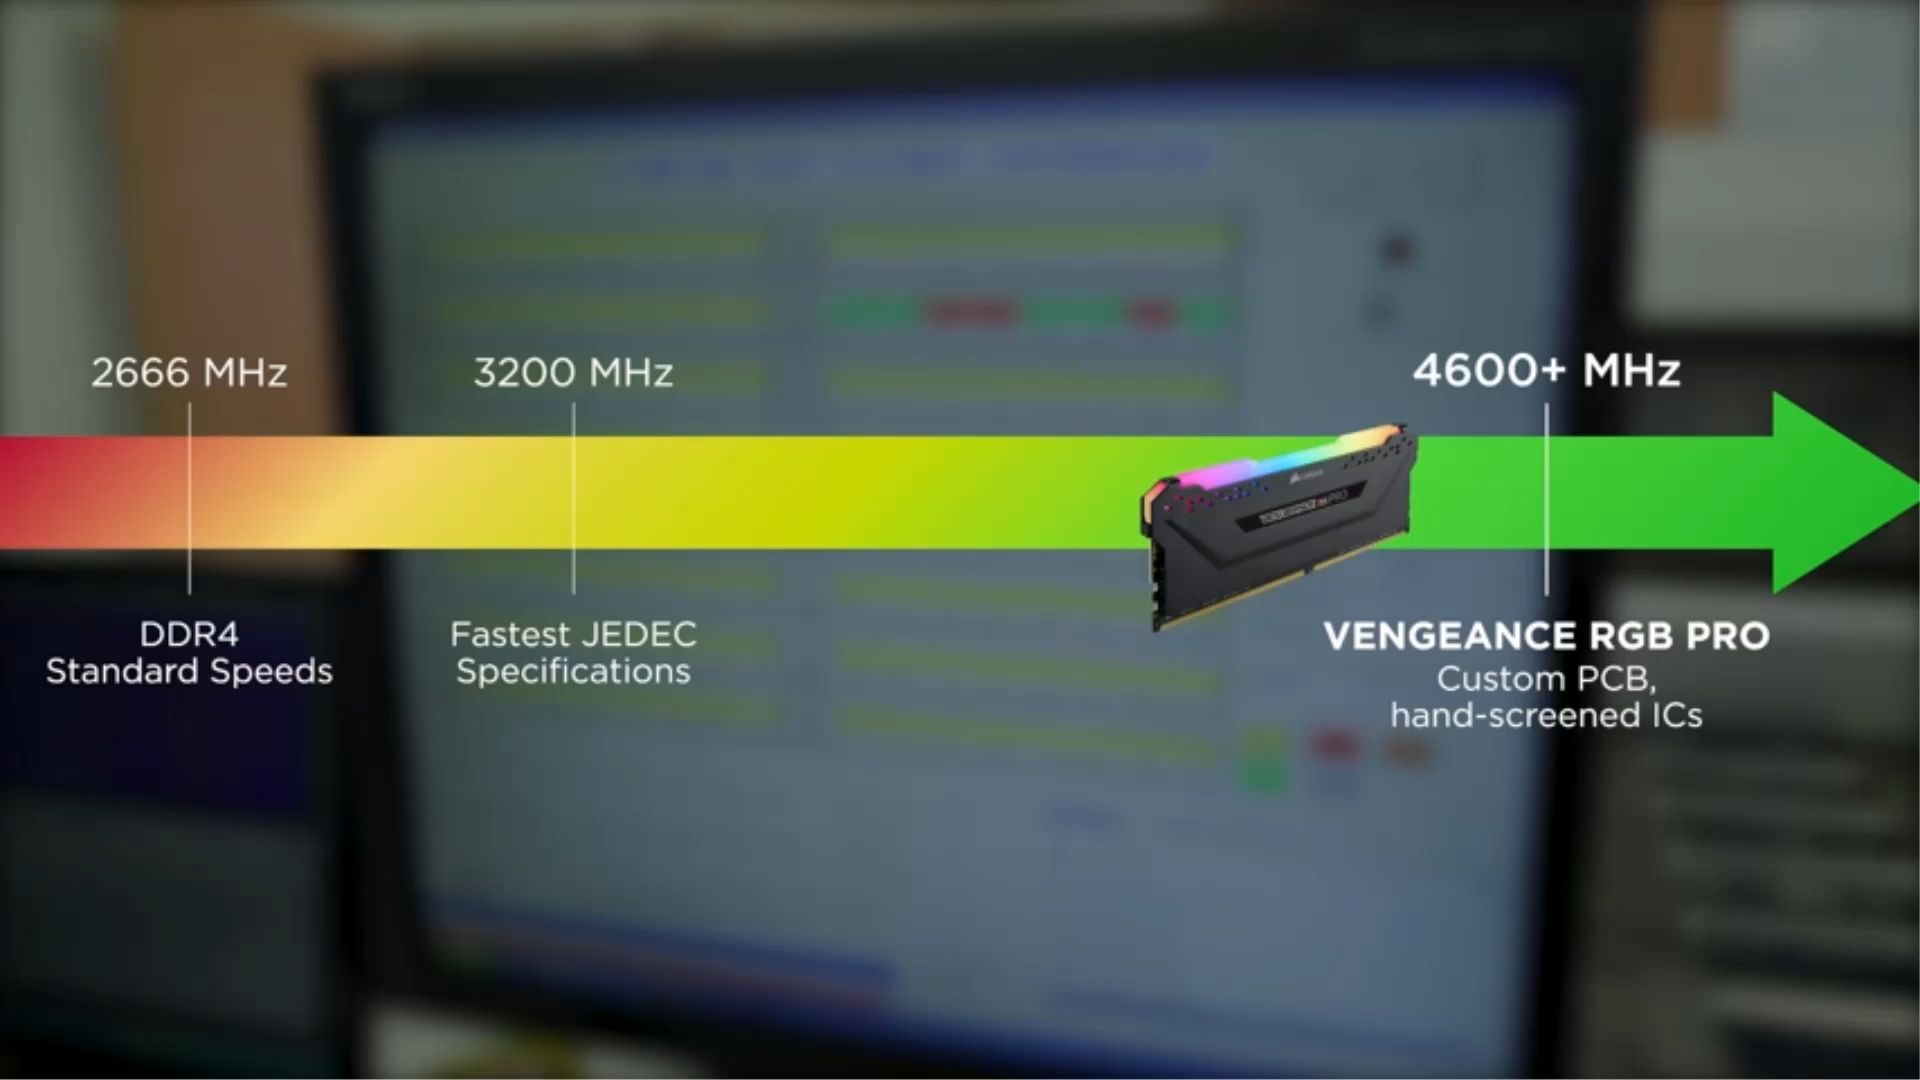 2666 MHz
3200 MHz
4600+ MHz
DDR4
Standard Speeds
Fastest JEDEC
Specifications
VENGEANCE RGB PRO
Custom PCB,
hand-screened ICs